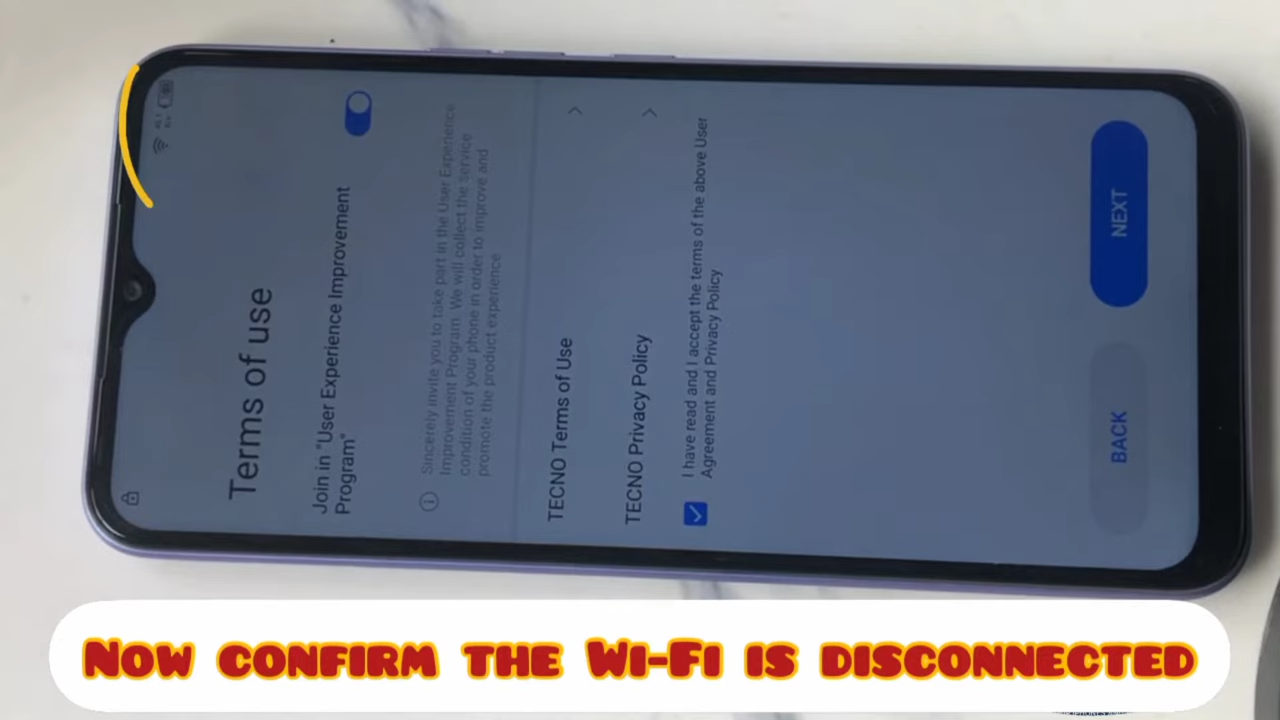 Terms of use
Join in "User Experience Improvement
Program"
Sincerely invite you to take part in the User Experience
Improvement Program. We will collect the service
condition of your phone in order to improve and
promote the product experience
TECNO Terms of Use
TECNO Privacy Policy
I have read and I accept the terms of the above User
Agreement and Privacy Policy
BACK
NEXT
NOW CONFIRM THE WI-FI IS DISCONNECTED